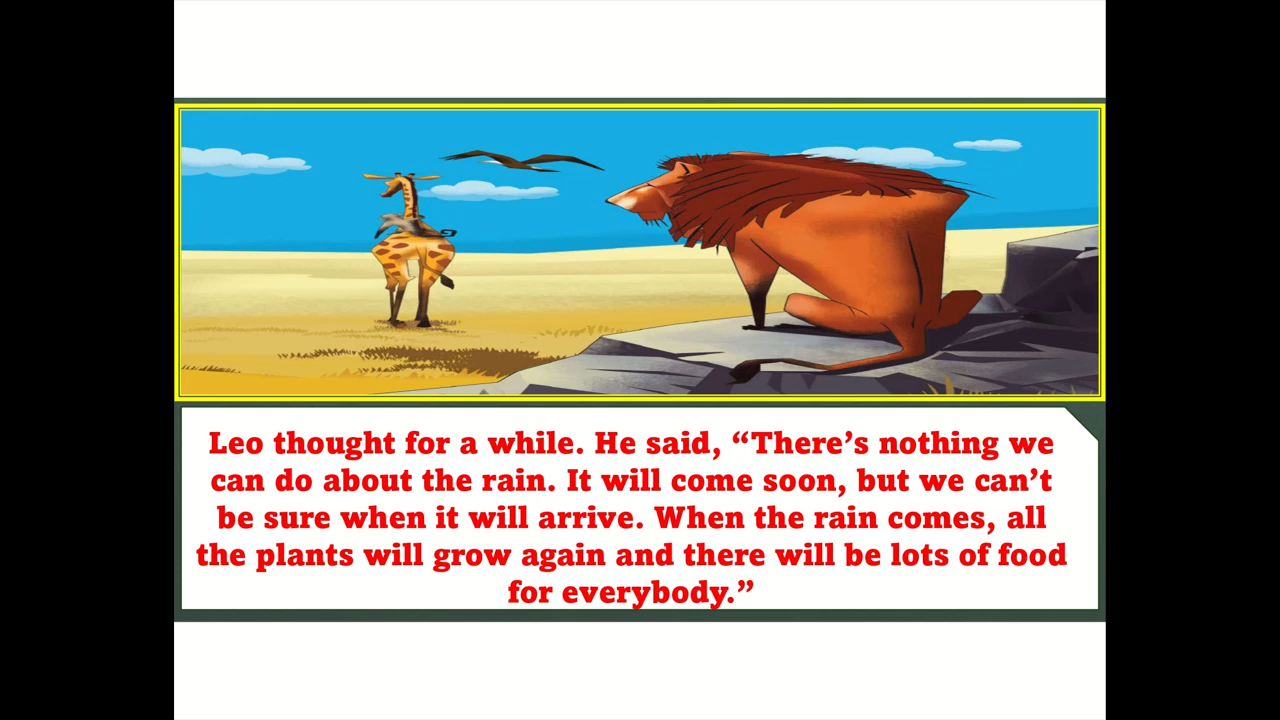 Leo thought for a while. He said, “There’s nothing we
can do about the rain. It will come soon, but we can’t
be sure when it will arrive. When the rain comes, all
the plants will grow again and there will be lots of food
for everybody.”